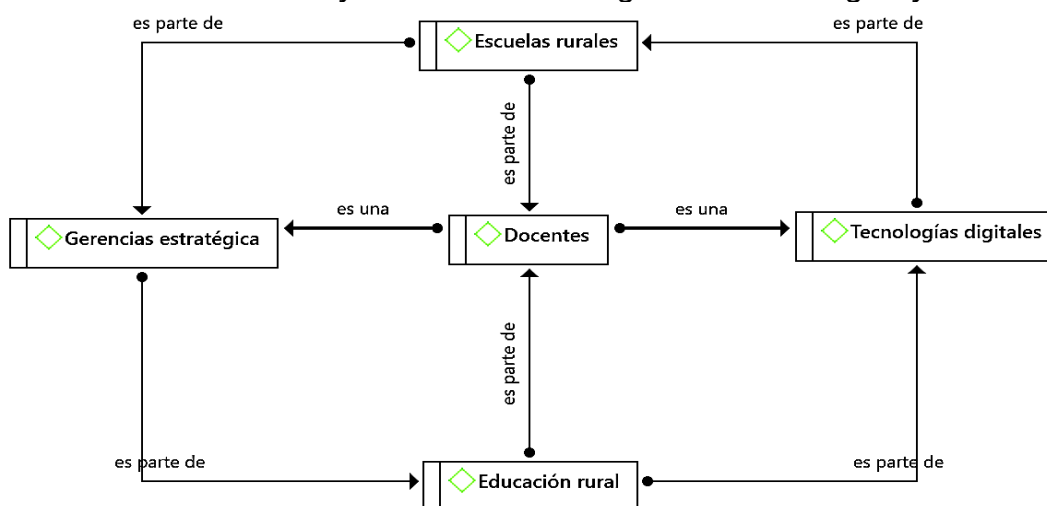 es parte de
Escuelas rurales
es parte de
es parte de
es una
es una
Gerencias estratégica
Docentes
Tecnologías digitales
es parte de
es parte de
es parte de
Educación rural